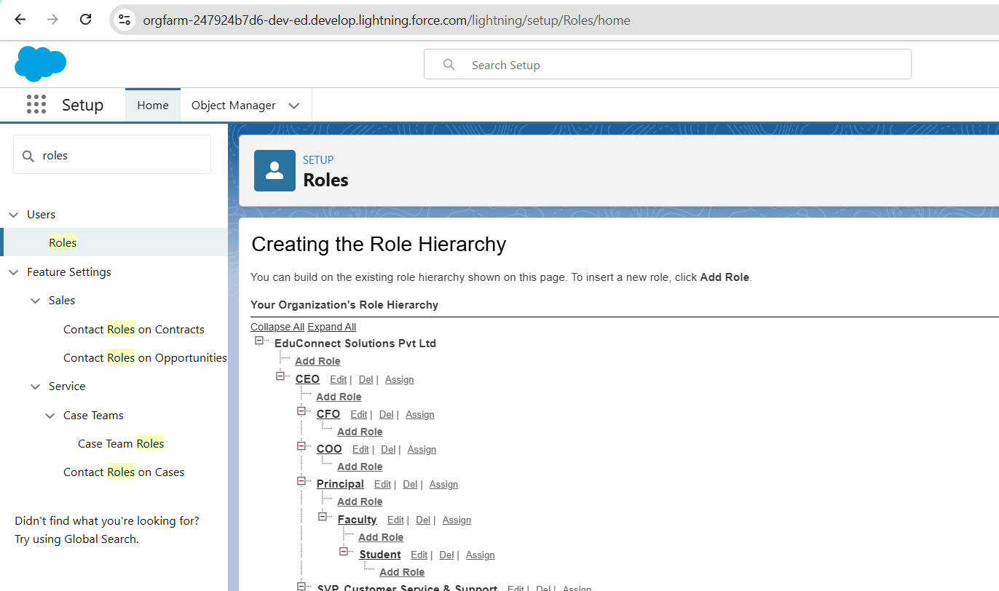 orgfarm-247924b7d6-dev-ed.develop.lightning.force.com/lightning/setup/Roles/home
Search Setup
Setup Home Object Manager
roles
SETUP
Roles
Users
Roles
Feature Settings
Sales
Contact Roles on Contracts
Contact Roles on Opportunities
Service
Case Teams
Case Team Roles
Contact Roles on Cases
Didn't find what you're looking for?
Try using Global Search.
Creating the Role Hierarchy
You can build on the existing role hierarchy shown on this page. To insert a new role, click Add Role.
Your Organization's Role Hierarchy
Collapse All Expand All
EduConnect Solutions Pvt Ltd
Add Role
CEO Edit | Del | Assign
Add Role
CFO Edit | Del | Assign
Add Role
COO Edit | Del | Assign
Add Role
Principal Edit | Del | Assign
Add Role
Faculty Edit | Del | Assign
Add Role
Student Edit | Del | Assign
Add Role
SVP, Customer Service & Support Edit | Del | Assign